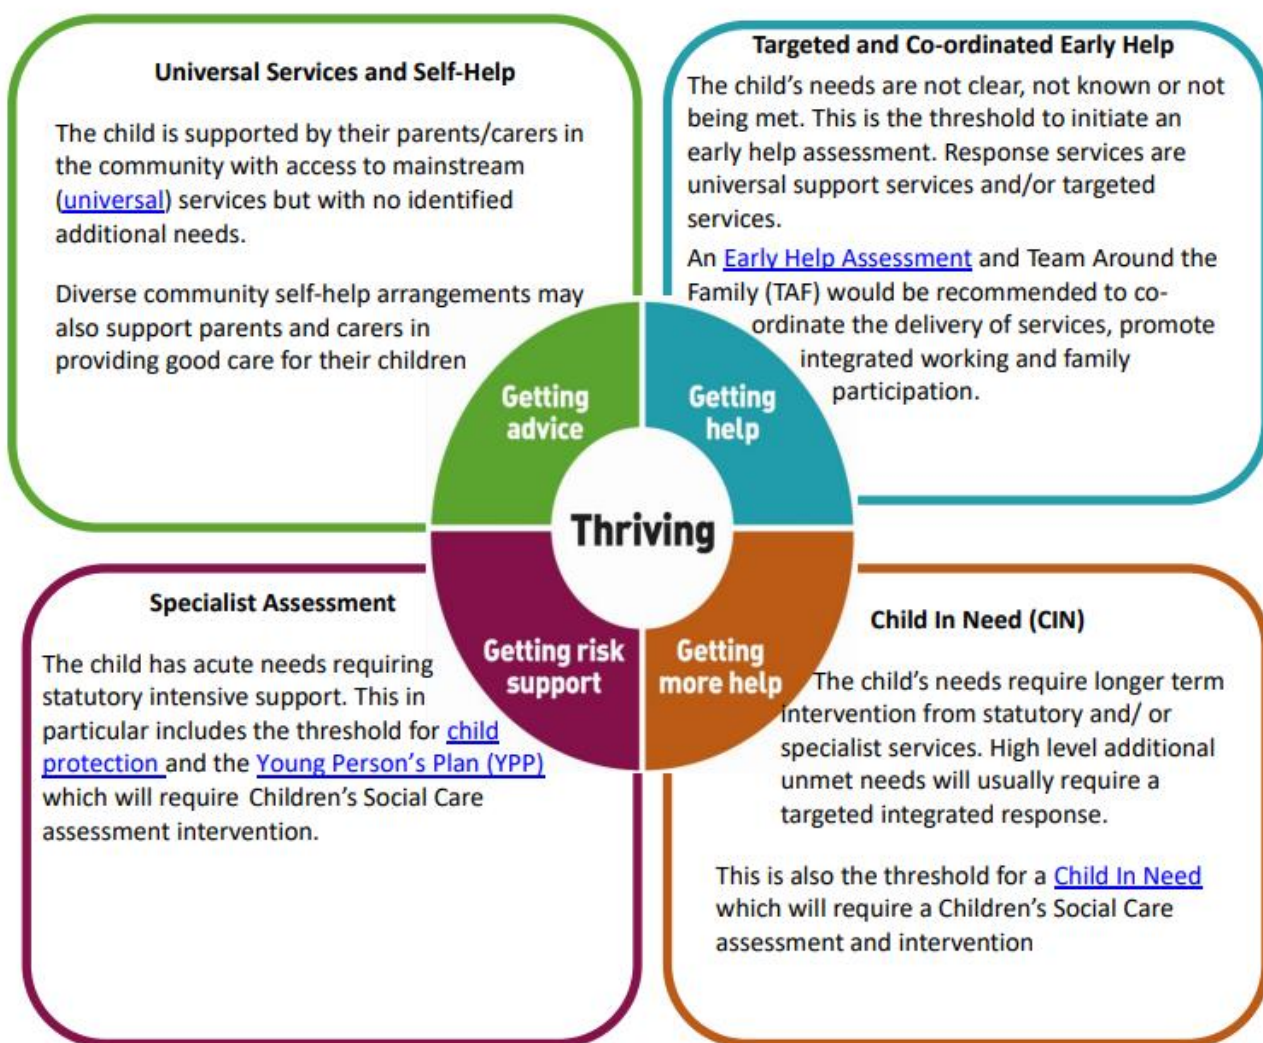 Universal Services and Self-Help
The child is supported by their parents/carers in
the community with access to mainstream
(universal) services but with no identified
additional needs.
Diverse community self-help arrangements may
also support parents and carers in
providing good care for their children
Targeted and Co-ordinated Early Help
The child’s needs are not clear, not known or not
being met. This is the threshold to initiate an
early help assessment. Response services are
universal support services and/or targeted
services.
An Early Help Assessment and Team Around the
Family (TAF) would be recommended to co-
ordinate the delivery of services, promote
integrated working and family
participation.
Getting
advice
Getting
help
Thriving
Getting risk
support
Getting
more help
Specialist Assessment
The child has acute needs requiring
statutory intensive support. This in
particular includes the threshold for child
protection and the Young Person’s Plan (YPP)
which will require Children’s Social Care
assessment intervention.
Child In Need (CIN)
The child’s needs require longer term
intervention from statutory and/ or
specialist services. High level additional
unmet needs will usually require a
targeted integrated response.
This is also the threshold for a Child In Need
which will require a Children’s Social Care
assessment and intervention